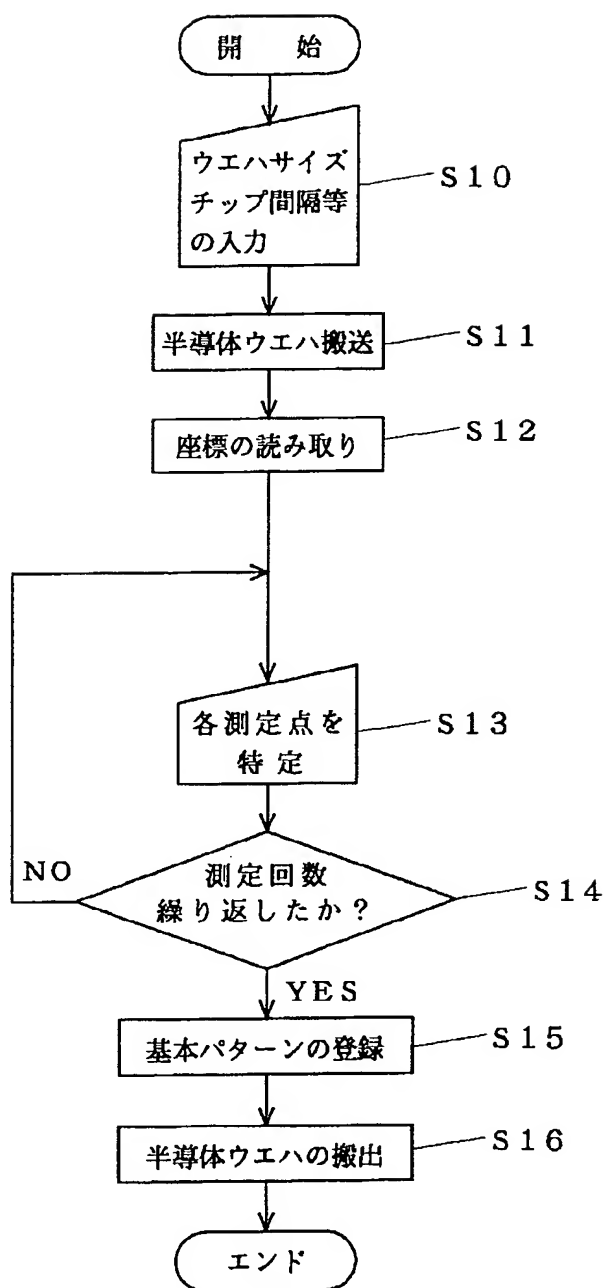 開 始
ウエハサイズ
チップ間隔等
の入力
S10
半導体ウエハ搬送
S11
座標の読み取り
S12
各測定点を
特定
S13
NO
測定回数
繰り返したか？
S14
YES
基本パターンの登録
S15
半導体ウエハの搬出
S16
エンド